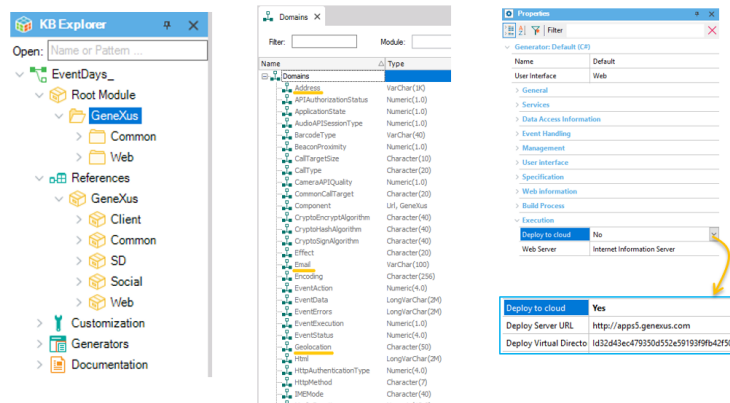 KB Explorer
Open: Name or Pattern ...
EventDays_
Root Module
GeneXus
Common
Web
References
GeneXus
Client
Common
SD
Social
Web
Customization
Generators
Documentation
Domains
Filter:
Module:
Name Type
Domains
Address VarChar(1K)
APIAuthorizationStatus Numeric(1.0)
ApplicationState Numeric(1.0)
AudioAPISessionType Numeric(1.0)
BarcodeType VarChar(40)
BeaconProximity Numeric(1.0)
CallTargetSize Character(10)
CallType Character(20)
CameraAPIQuality Numeric(1.0)
CommonCallTarget Character(20)
Component Url, GeneXus
CryptoEncryptAlgorithm Character(40)
CryptoHashAlgorithm Character(40)
CryptoSignAlgorithm Character(40)
Effect Character(20)
Email VarChar(100)
Encoding Character(256)
EventAction Numeric(4.0)
EventData LongVarChar(2M)
EventErrors LongVarChar(2M)
EventExecution Numeric(1.0)
EventStatus Numeric(4.0)
Geolocation Character(50)
Html LongVarChar(2M)
HttpAuthenticationType Numeric(4.0)
HttpMethod Character(7)
IMEMode Character(40)
Properties
Filter
Generator: Default (C#)
Name Default
User Interface Web
General
Services
Data Access Information
Event Handling
Management
User interface
Specification
Web information
Build Process
Execution
Deploy to cloud No
Web Server Internet Information Server
Deploy to cloud Yes
Deploy Server URL http://apps5.genexus.com
Deploy Virtual Directo